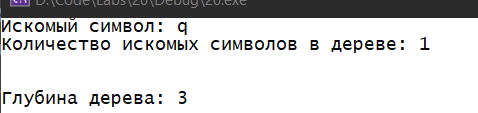 D:\Code\Labs\20\Debug\20.exe
Искомый символ: q
Количество искомых символов в дереве: 1
Глубина дерева: 3